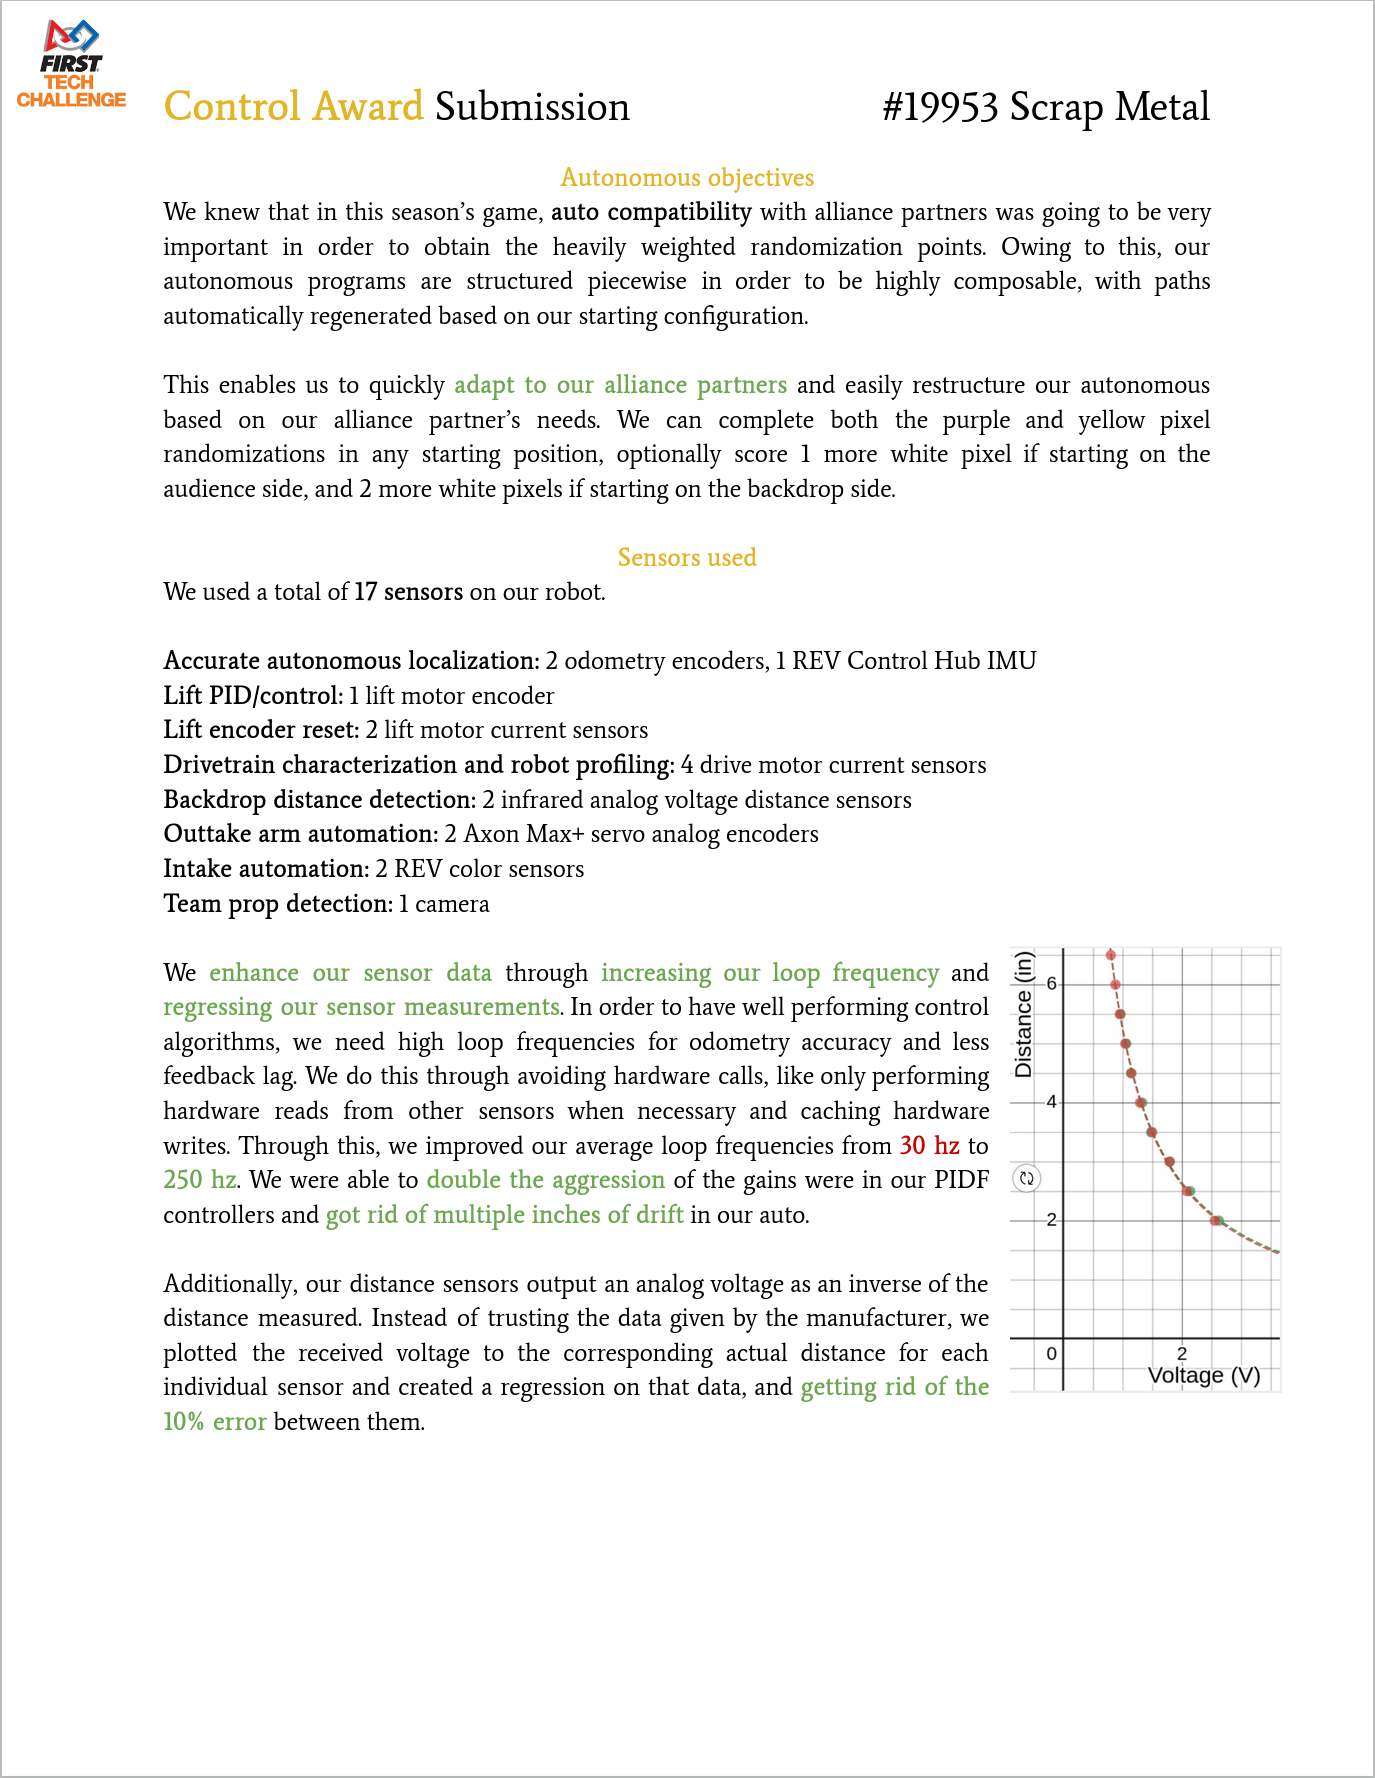 FIRST
TECH
CHALLENGE
Control Award Submission #19953 Scrap Metal
Autonomous objectives
We knew that in this season's game, auto compatibility with alliance partners was going to be very
important in order to obtain the heavily weighted randomization points. Owing to this, our
autonomous programs are structured piecewise in order to be highly composable, with paths
automatically regenerated based on our starting configuration.
This enables us to quickly adapt to our alliance partners and easily restructure our autonomous
based on our alliance partner's needs. We can complete both the purple and yellow pixel
randomizations in any starting position, optionally score 1 more white pixel if starting on the
audience side, and 2 more white pixels if starting on the backdrop side.
Sensors used
We used a total of 17 sensors on our robot.
Accurate autonomous localization: 2 odometry encoders, 1 REV Control Hub IMU
Lift PID/control: 1 lift motor encoder
Lift encoder reset: 2 lift motor current sensors
Drivetrain characterization and robot profiling: 4 drive motor current sensors
Backdrop distance detection: 2 infrared analog voltage distance sensors
Outtake arm automation: 2 Axon Max+ servo analog encoders
Intake automation: 2 REV color sensors
Team prop detection: 1 camera
We enhance our sensor data through increasing our loop frequency and
regressing our sensor measurements. In order to have well performing control
algorithms, we need high loop frequencies for odometry accuracy and less
feedback lag. We do this through avoiding hardware calls, like only performing
hardware reads from other sensors when necessary and caching hardware
writes. Through this, we improved our average loop frequencies from 30 hz to
250 hz. We were able to double the aggression of the gains were in our PIDF
controllers and got rid of multiple inches of drift in our auto.
Additionally, our distance sensors output an analog voltage as an inverse of the
distance measured. Instead of trusting the data given by the manufacturer, we
plotted the received voltage to the corresponding actual distance for each
individual sensor and created a regression on that data, and getting rid of the
10% error between them.
Distance (in)
6
4
2
0 2
Voltage (V)